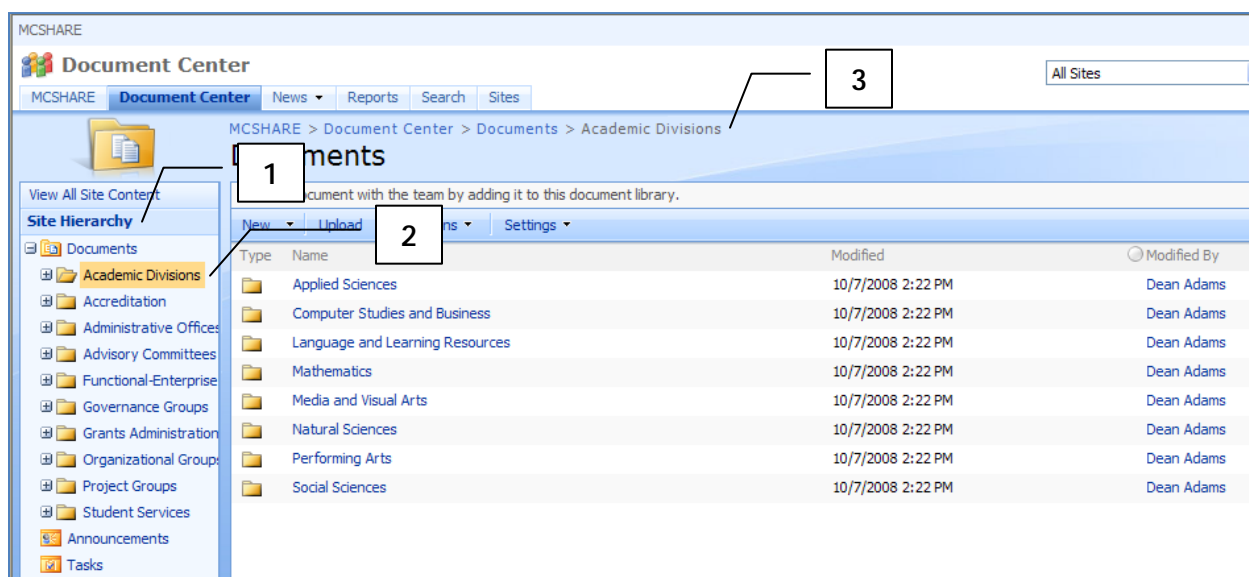 MCSHARE
Document Center
3
All Sites
MCSHARE Document Center News Reports Search Sites
MCSHARE > Document Center > Documents > Academic Divisions
1
View All Site Content
document with the team by adding it to this document library.
Site Hierarchy
New Upload Settings
2
Documents
Type Name Modified Modified By
Academic Divisions
Applied Sciences 10/7/2008 2:22 PM Dean Adams
Accreditation
Computer Studies and Business 10/7/2008 2:22 PM Dean Adams
Administrative Offices
Language and Learning Resources 10/7/2008 2:22 PM Dean Adams
Advisory Committees
Mathematics 10/7/2008 2:22 PM Dean Adams
Functional-Enterprise
Media and Visual Arts 10/7/2008 2:22 PM Dean Adams
Governance Groups
Natural Sciences 10/7/2008 2:22 PM Dean Adams
Grants Administration
Performing Arts 10/7/2008 2:22 PM Dean Adams
Organizational Groups
Project Groups
Social Sciences 10/7/2008 2:22 PM Dean Adams
Student Services
Announcements
Tasks